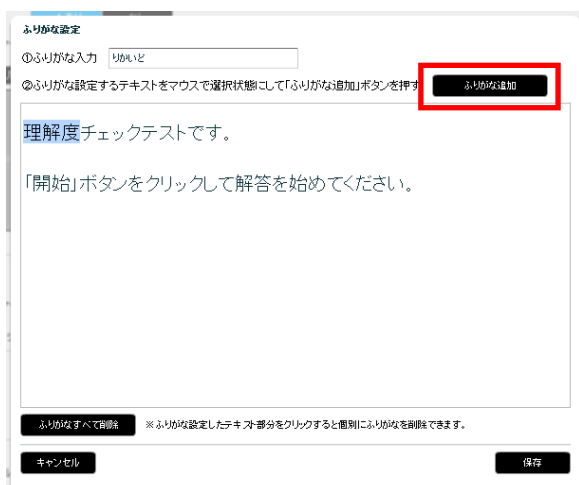 ふりがな設定
①ふりがな入力 りかいど
②ふりがな設定するテキストをマウスで選択状態にして「ふりがな追加」ボタンを押す ふりがな追加
理解度チェックテストです。
「開始」ボタンをクリックして解答を始めてください。
ふりがなすべて削除 ※ふりがな設定したテキスト部分をクリックすると個別にふりがなを削除できます。
キャンセル 保存